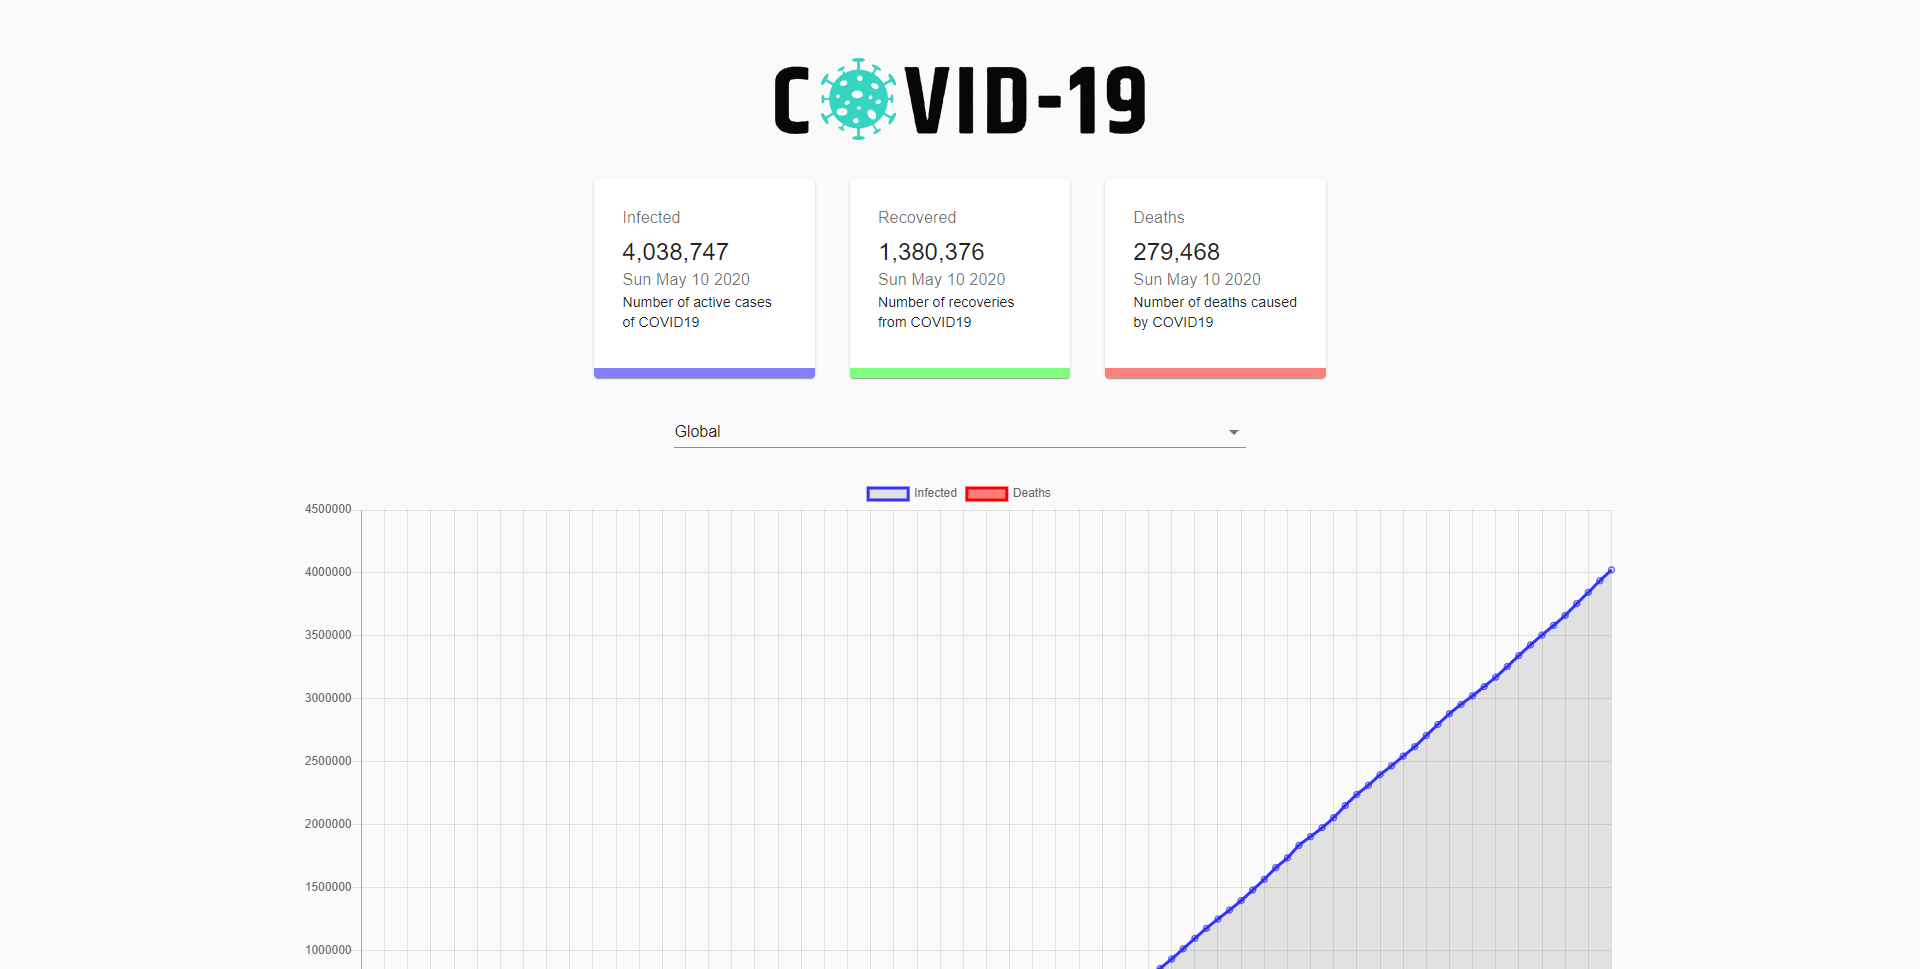 COVID-19
Infected
4,038,747
Sun May 10 2020
Number of active cases
of COVID19
Recovered
1,380,376
Sun May 10 2020
Number of recoveries
from COVID19
Deaths
279,468
Sun May 10 2020
Number of deaths caused
by COVID19
Global
Infected Deaths
4500000
4000000
3500000
3000000
2500000
2000000
1500000
1000000